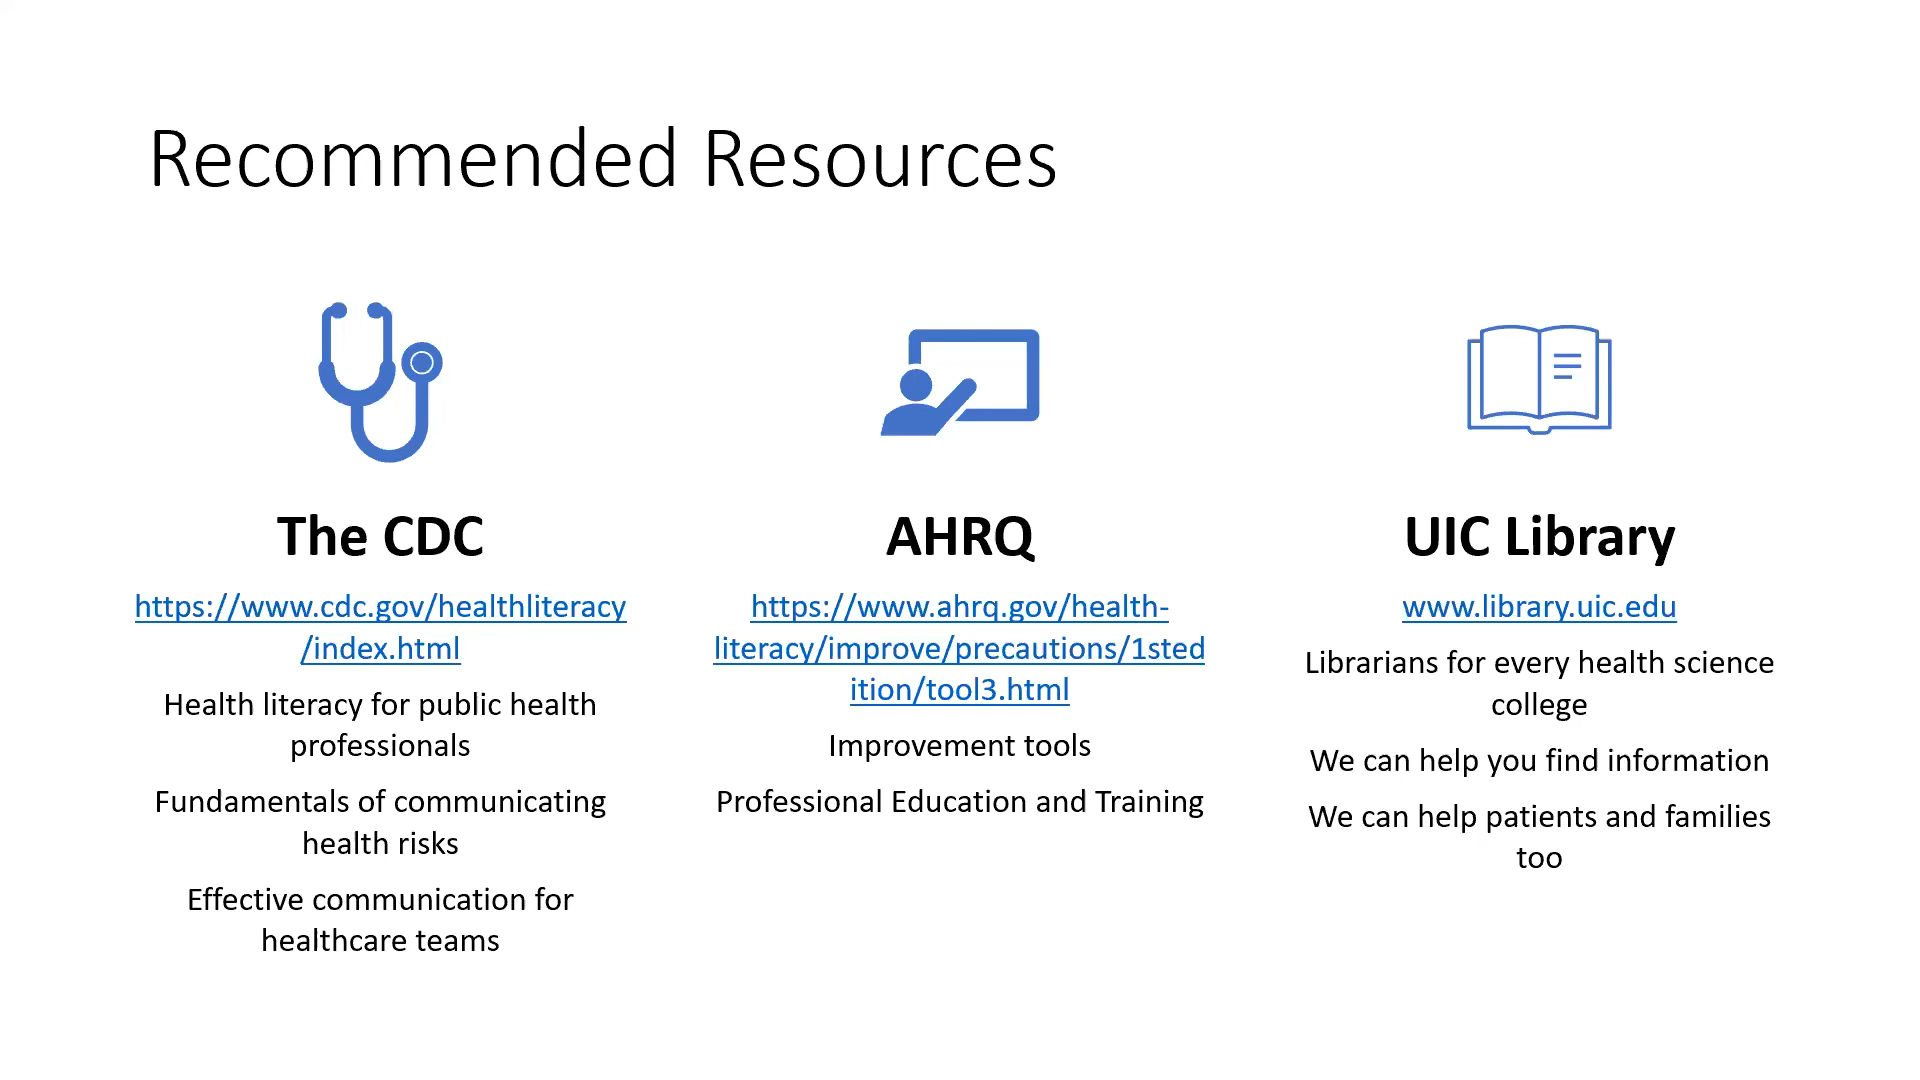 Recommended Resources
The CDC
https://www.cdc.gov/healthliteracy
/index.html
Health literacy for public health
professionals
Fundamentals of communicating
health risks
Effective communication for
healthcare teams
AHRQ
https://www.ahrq.gov/health-
literacy/improve/precautions/1sted
ition/tool3.html
Improvement tools
Professional Education and Training
UIC Library
www.library.uic.edu
Librarians for every health science
college
We can help you find information
We can help patients and families
too